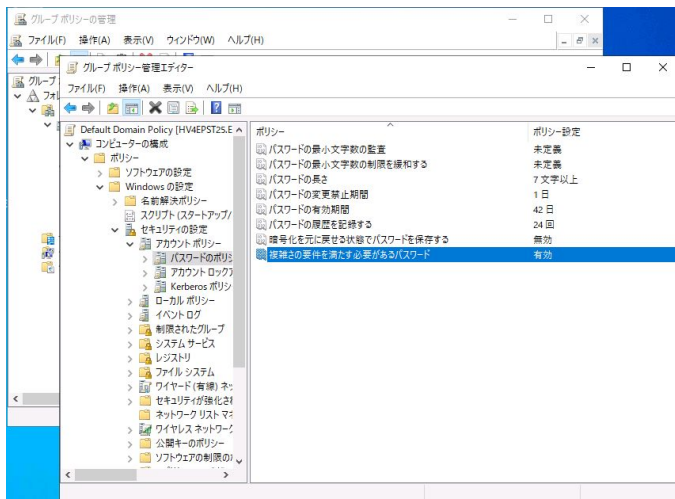 グループ ポリシーの管理
ファイル(F) 操作(A) 表示(V) ウィンドウ(W) ヘルプ(H)
グループ
フォ
グループ ポリシー管理エディター
ファイル(F) 操作(A) 表示(V) ヘルプ(H)
Default Domain Policy [HV4EPST25.E
コンピューターの構成
ポリシー
ソフトウェアの設定
Windows の設定
名前解決ポリシー
スクリプト (スタートアップ/
セキュリティの設定
アカウント ポリシー
パスワードのポリシ
アカウント ロックア
Kerberos ポリシ
ローカル ポリシー
イベント ログ
制限されたグループ
システム サービス
レジストリ
ファイル システム
ワイヤード (有線) ネッ
セキュリティが強化され
ネットワーク リスト マネ
ワイヤレス ネットワーク
公開キーのポリシー
ソフトウェアの制限の
ポリシー ポリシー設定
パスワードの最小文字数の監査 未定義
パスワードの最小文字数の制限を緩和する 未定義
パスワードの長さ 7 文字以上
パスワードの変更禁止期間 1 日
パスワードの有効期間 42 日
パスワードの履歴を記録する 24 回
暗号化を元に戻せる状態でパスワードを保存する 無効
複雑さの要件を満たす必要があるパスワード 有効